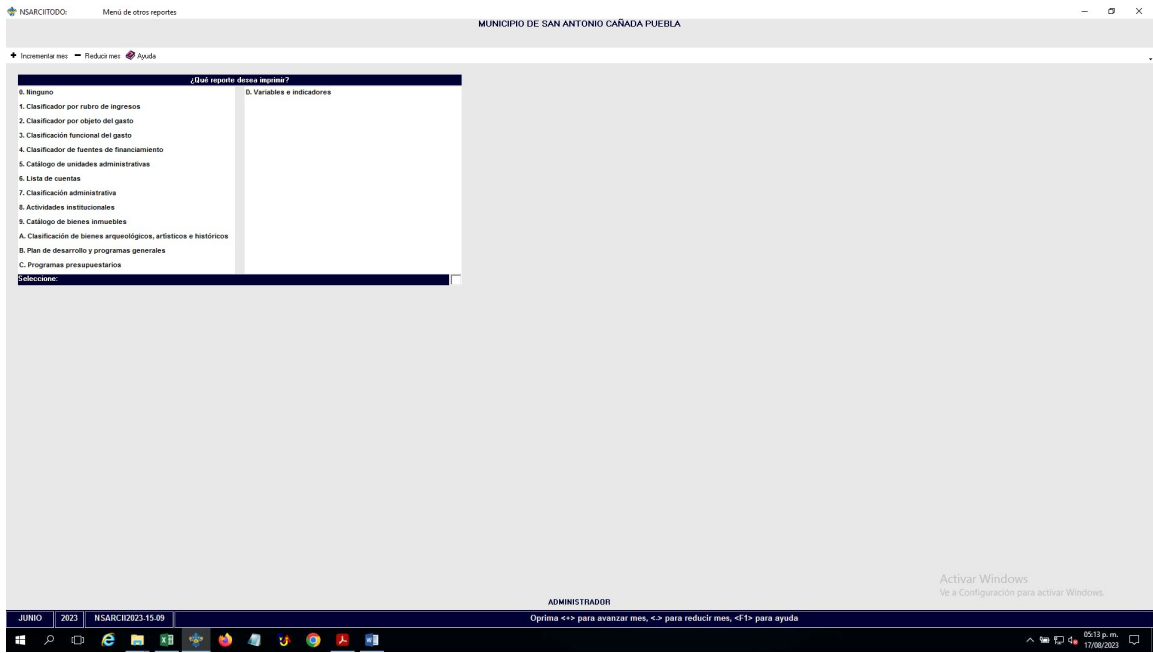 NSARCIITODO: Menú de otros reportes
MUNICIPIO DE SAN ANTONIO CAÑADA PUEBLA
+ Incrementar mes − Reducir mes Ayuda
¿Qué reporte desea imprimir?
0. Ninguno
1. Clasificador por rubro de ingresos
2. Clasificador por objeto del gasto
3. Clasificación funcional del gasto
4. Clasificador de fuentes de financiamiento
5. Catálogo de unidades administrativas
6. Lista de cuentas
7. Clasificación administrativa
8. Actividades institucionales
9. Catálogo de bienes inmuebles
A. Clasificación de bienes arqueológicos, artísticos e históricos
B. Plan de desarrollo y programas generales
C. Programas presupuestarios
D. Variables e indicadores
Seleccione:
Activar Windows
Ve a Configuración para activar Windows.
ADMINISTRADOR
JUNIO 2023 NSARCII2023-15-09 Oprima <+> para avanzar mes, <-> para reducir mes, <F1> para ayuda
05:13 p. m.
17/08/2023